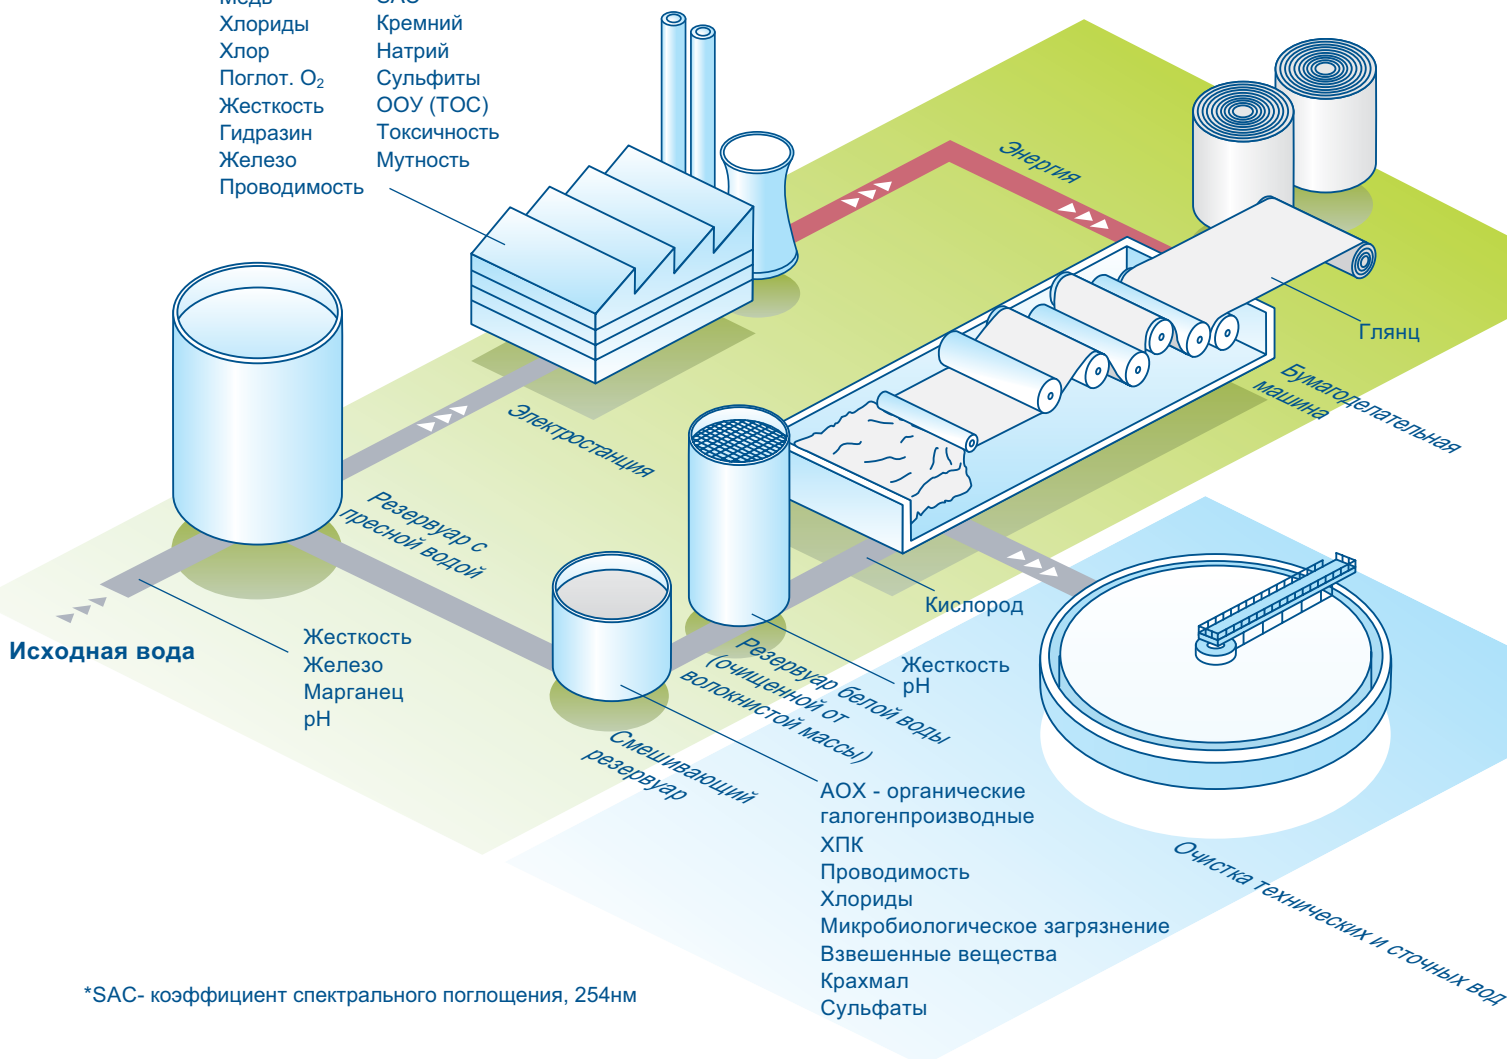 Медь
Хлориды
Хлор
Поглот. O₂
Жесткость
Гидразин
Железо
Проводимость
SAC
Кремний
Натрий
Сульфиты
ООУ (TOC)
Токсичность
Мутность
Энергия
Глянц
Бумагоделательная
машина
Электростанция
Резервуар с
пресной водой
Исходная вода
Жесткость
Железо
Марганец
pH
Кислород
Жесткость
pH
Резервуар белой воды
(очищенной от
волокнистой массы)
Смешивающий
резервуар
АОХ - органические
галогенпроизводные
ХПК
Проводимость
Хлориды
Микробиологическое загрязнение
Взвешенные вещества
Крахмал
Сульфаты
Очистка технических и сточных вод
*SAC- коэффициент спектрального поглощения, 254нм